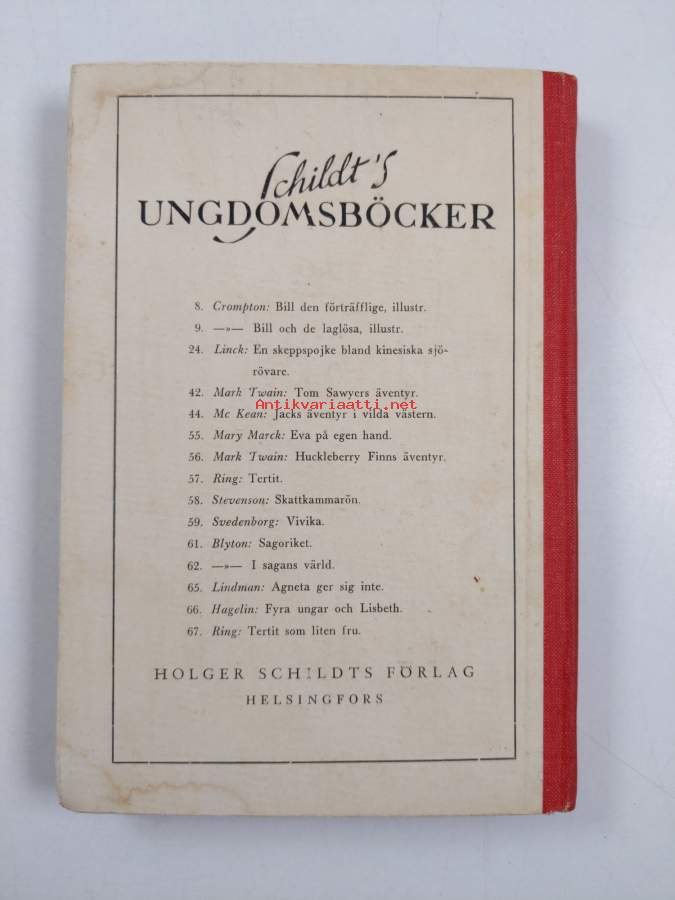 Schildt's
UNGDOMSBÖCKER
8. Crompton: Bill den förträfflige, illustr.
9. —»— Bill och de laglösa, illustr.
24. Linck: En skeppspojke bland kinesiska sjö-
rövare.
42. Mark Twain: Tom Sawyers äventyr.
Antikvariaatti.net
44. Mc Kean: Jacks äventyr i vilda västern.
55. Mary Marck: Eva på egen hand.
56. Mark Twain: Huckleberry Finns äventyr.
57. Ring: Tertit.
58. Stevenson: Skattkammarön.
59. Svedenborg: Vivika.
61. Blyton: Sagoriket.
62. —»— I sagans värld.
65. Lindman: Agneta ger sig inte.
66. Hagelin: Fyra ungar och Lisbeth.
67. Ring: Tertit som liten fru.
HOLGER SCHILDTS FÖRLAG
HELSINGFORS